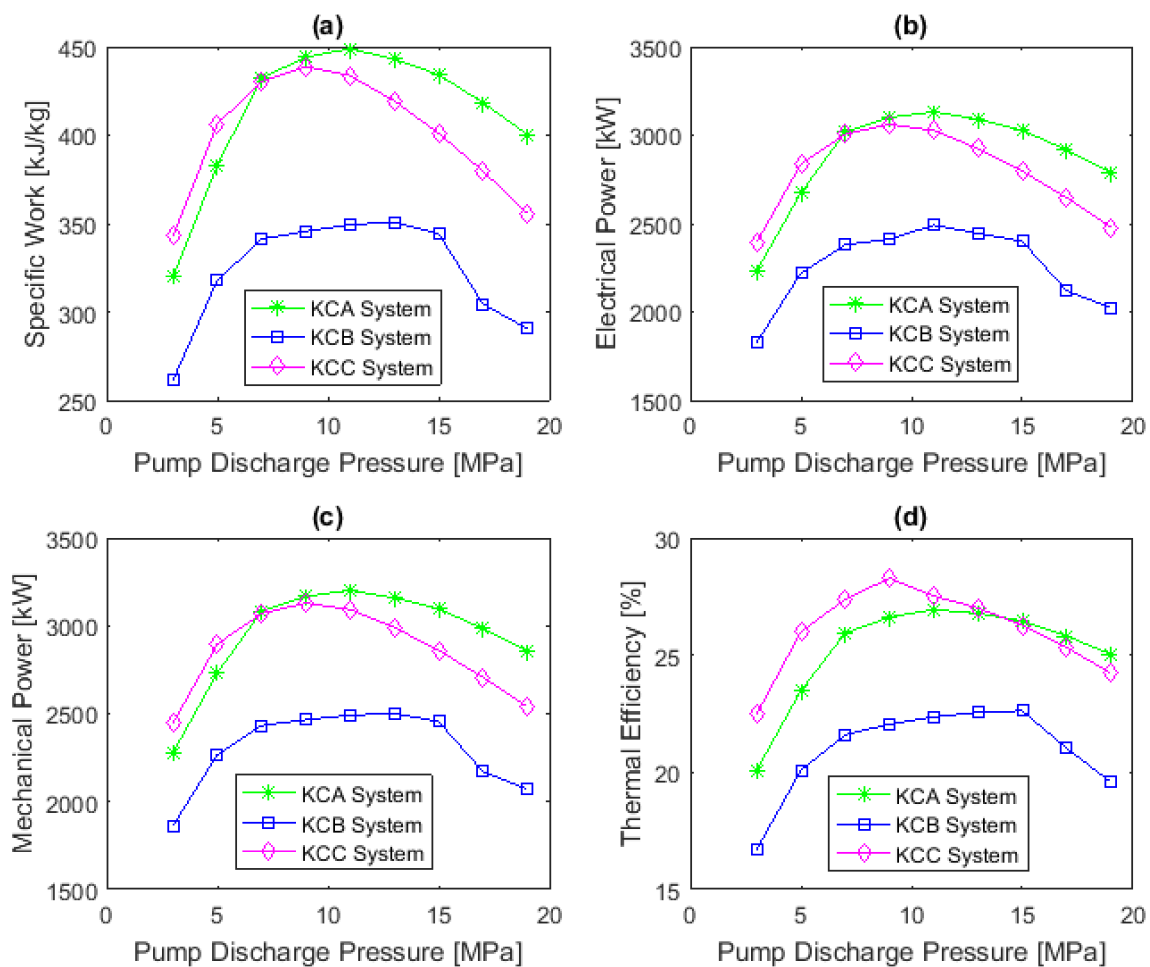 (a)
450
400
350
300
250
Specific Work [kJ/kg]
KCA System
KCB System
KCC System
0 5 10 15 20
Pump Discharge Pressure [MPa]
(b)
3500
3000
2500
2000
1500
Electrical Power [kW]
KCA System
KCB System
KCC System
0 5 10 15 20
Pump Discharge Pressure [MPa]
(c)
3500
3000
2500
2000
1500
Mechanical Power [kW]
KCA System
KCB System
KCC System
0 5 10 15 20
Pump Discharge Pressure [MPa]
(d)
30
25
20
15
Thermal Efficiency [%]
KCA System
KCB System
KCC System
0 5 10 15 20
Pump Discharge Pressure [MPa]